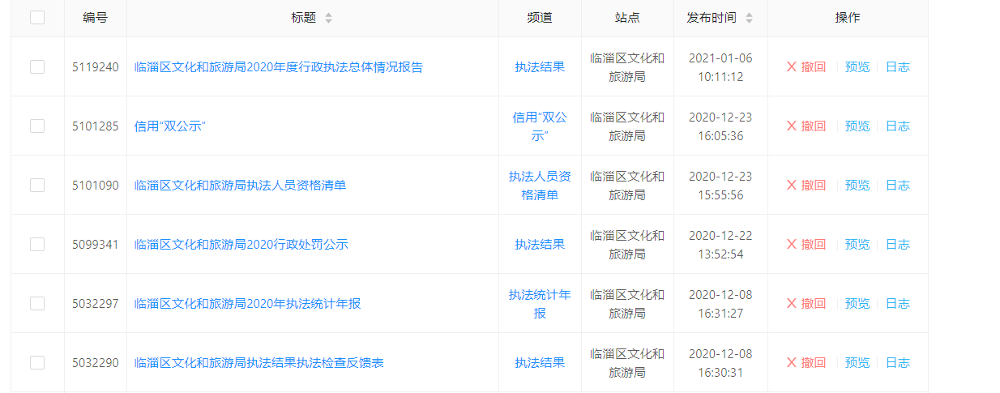 编号 标题 频道 站点 发布时间 操作
5119240 临淄区文化和旅游局2020年度行政执法总体情况报告 执法结果 临淄区文化和 2021-01-06 X 撤回 预览 日志
旅游局 10:11:12
5101285 信用“双公示” 信用“双公 临淄区文化和 2020-12-23 X 撤回 预览 日志
示” 旅游局 16:05:36
5101090 临淄区文化和旅游局执法人员资格清单 执法人员资 临淄区文化和 2020-12-23 X 撤回 预览 日志
格清单 旅游局 15:55:56
5099341 临淄区文化和旅游局2020行政处罚公示 执法结果 临淄区文化和 2020-12-22 X 撤回 预览 日志
旅游局 13:52:54
5032297 临淄区文化和旅游局2020年执法统计年报 执法统计年 临淄区文化和 2020-12-08 X 撤回 预览 日志
报 旅游局 16:31:27
5032290 临淄区文化和旅游局执法结果执法检查反馈表 执法结果 临淄区文化和 2020-12-08 X 撤回 预览 日志
旅游局 16:30:31